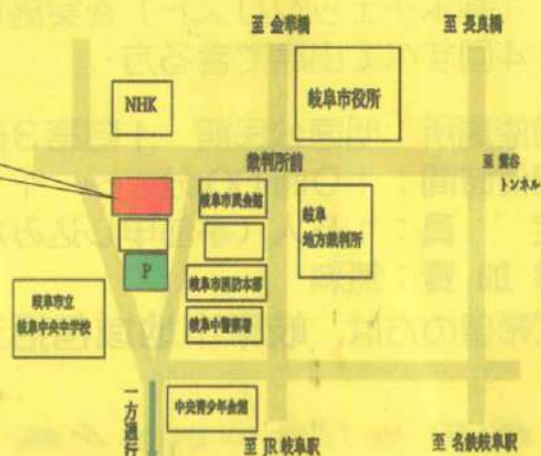 至 金華橋
至 長良橋
NHK
岐阜市役所
裁判所前
至 鶯谷
トンネル
岐阜市民会館
岐阜
地方裁判所
P
岐阜市消防本部
岐阜市立
岐阜中央中学校
岐阜中警察署
中央青少年会館
一方通行
至 JR 岐阜駅
至 名鉄岐阜駅